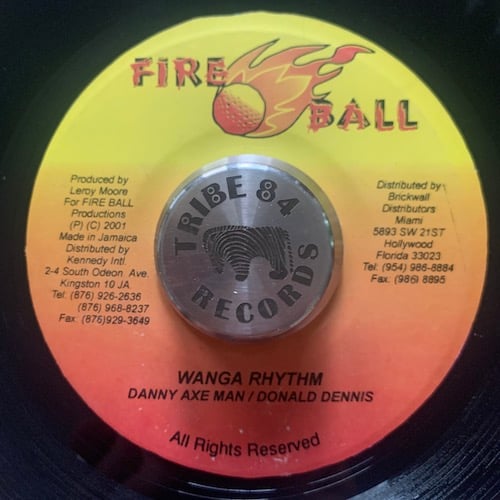 FIRE BALL
Produced by
Leroy Moore
For FIRE BALL
Productions
(P) (C) 2001
Made in Jamaica
Distributed by
Kennedy Intl.
2-4 South Odeon Ave.
Kingston 10 JA.
Tel: (876) 926-2636
(876) 968-8237
Fax: (876)929-3649
TRIBE 84
RECORDS
Distributed by
Brickwall
Distributors
Miami
5893 SW 21ST
Hollywood
Florida 33023
Tel: (954) 986-8884
Fax: (986) 8895
WANGA RHYTHM
DANNY AXE MAN / DONALD DENNIS
All Rights Reserved